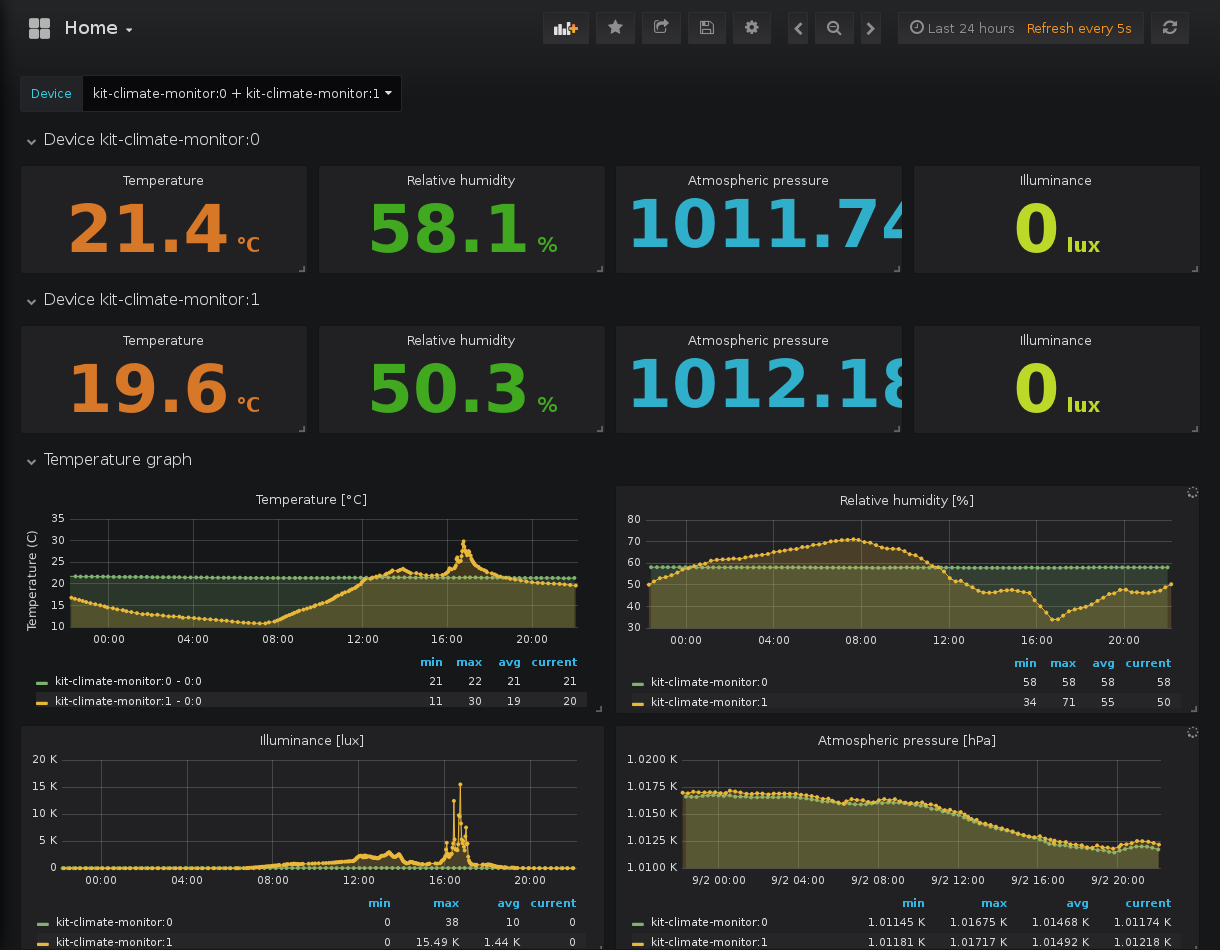 Home
Last 24 hours Refresh every 5s
Device kit-climate-monitor:0 + kit-climate-monitor:1
Device kit-climate-monitor:0
Temperature Relative humidity Atmospheric pressure Illuminance
21.4 °C 58.1 % 1011.74 0 lux
Device kit-climate-monitor:1
Temperature Relative humidity Atmospheric pressure Illuminance
19.6 °C 50.3 % 1012.18 0 lux
Temperature graph
Temperature [°C]
Temperature (C)
35
30
25
20
15
10
00:00 04:00 08:00 12:00 16:00 20:00
min max avg current
kit-climate-monitor:0 - 0:0 21 22 21 21
kit-climate-monitor:1 - 0:0 11 30 19 20
Relative humidity [%]
80
70
60
50
40
30
00:00 04:00 08:00 12:00 16:00 20:00
min max avg current
kit-climate-monitor:0 58 58 58 58
kit-climate-monitor:1 34 71 55 50
Illuminance [lux]
20 K
15 K
10 K
5 K
0
00:00 04:00 08:00 12:00 16:00 20:00
min max avg current
kit-climate-monitor:0 0 38 10 0
kit-climate-monitor:1 0 15.49 K 1.44 K 0
Atmospheric pressure [hPa]
1.0200 K
1.0175 K
1.0150 K
1.0125 K
1.0100 K
9/2 00:00 9/2 04:00 9/2 08:00 9/2 12:00 9/2 16:00 9/2 20:00
min max avg current
kit-climate-monitor:0 1.01145 K 1.01675 K 1.01468 K 1.01174 K
kit-climate-monitor:1 1.01181 K 1.01717 K 1.01492 K 1.01218 K